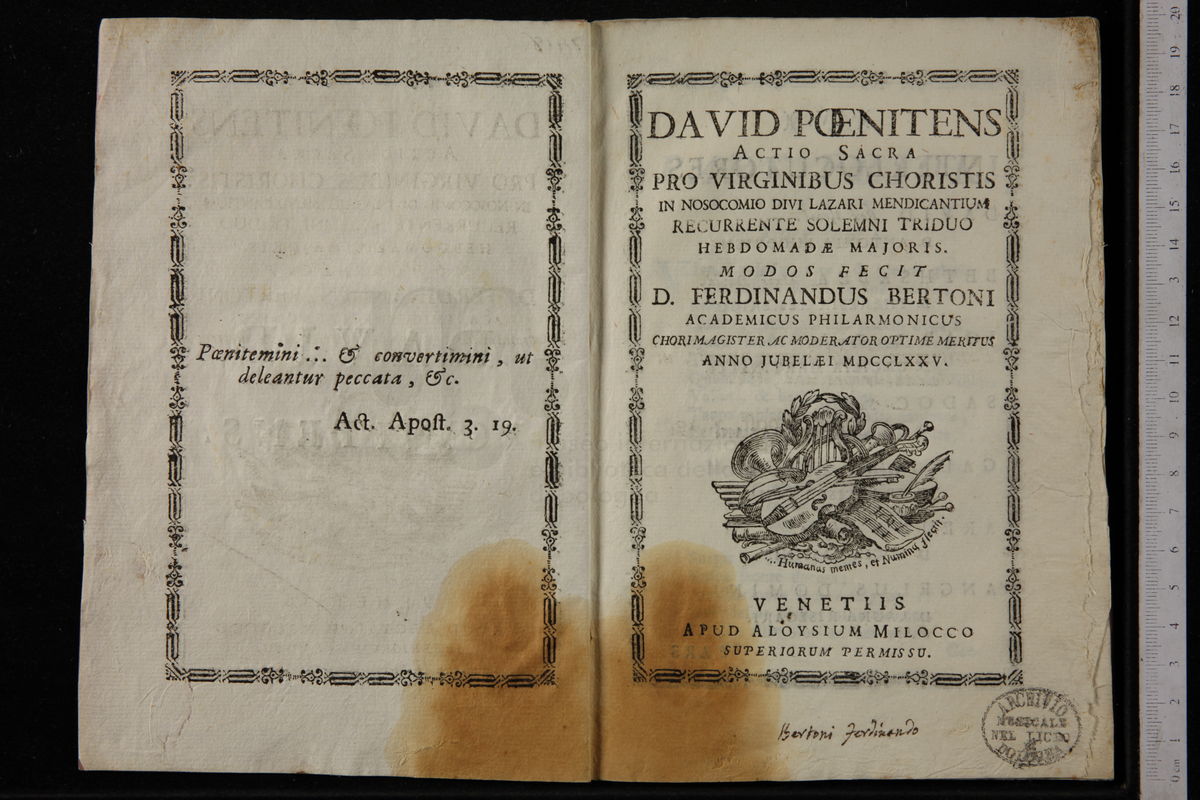 Pœnitemini ... & convertimini, ut
deleantur peccata, &c.
Act. Apoſt. 3. 19.
DAVID PŒNITENS
ACTIO SACRA
PRO VIRGINIBUS CHORISTIS
IN NOSOCOMIO DIVI LAZARI MENDICANTIUM
RECURRENTE SOLEMNI TRIDUO
HEBDOMADÆ MAJORIS.
MODOS FECIT
D. FERDINANDUS BERTONI
ACADEMICUS PHILARMONICUS
CHORI MAGISTER AC MODERATOR OPTIME MERITUS
ANNO JUBELÆI MDCCLXXV.
... Humanas mentes, et Numina flecit.
VENETIIS
APUD ALOYSIUM MILOCCO
SUPERIORUM PERMISSU.
Bertoni Ferdinando
ARCHIVIO
MUSICALE
NEL LICEO
BOLOGNA